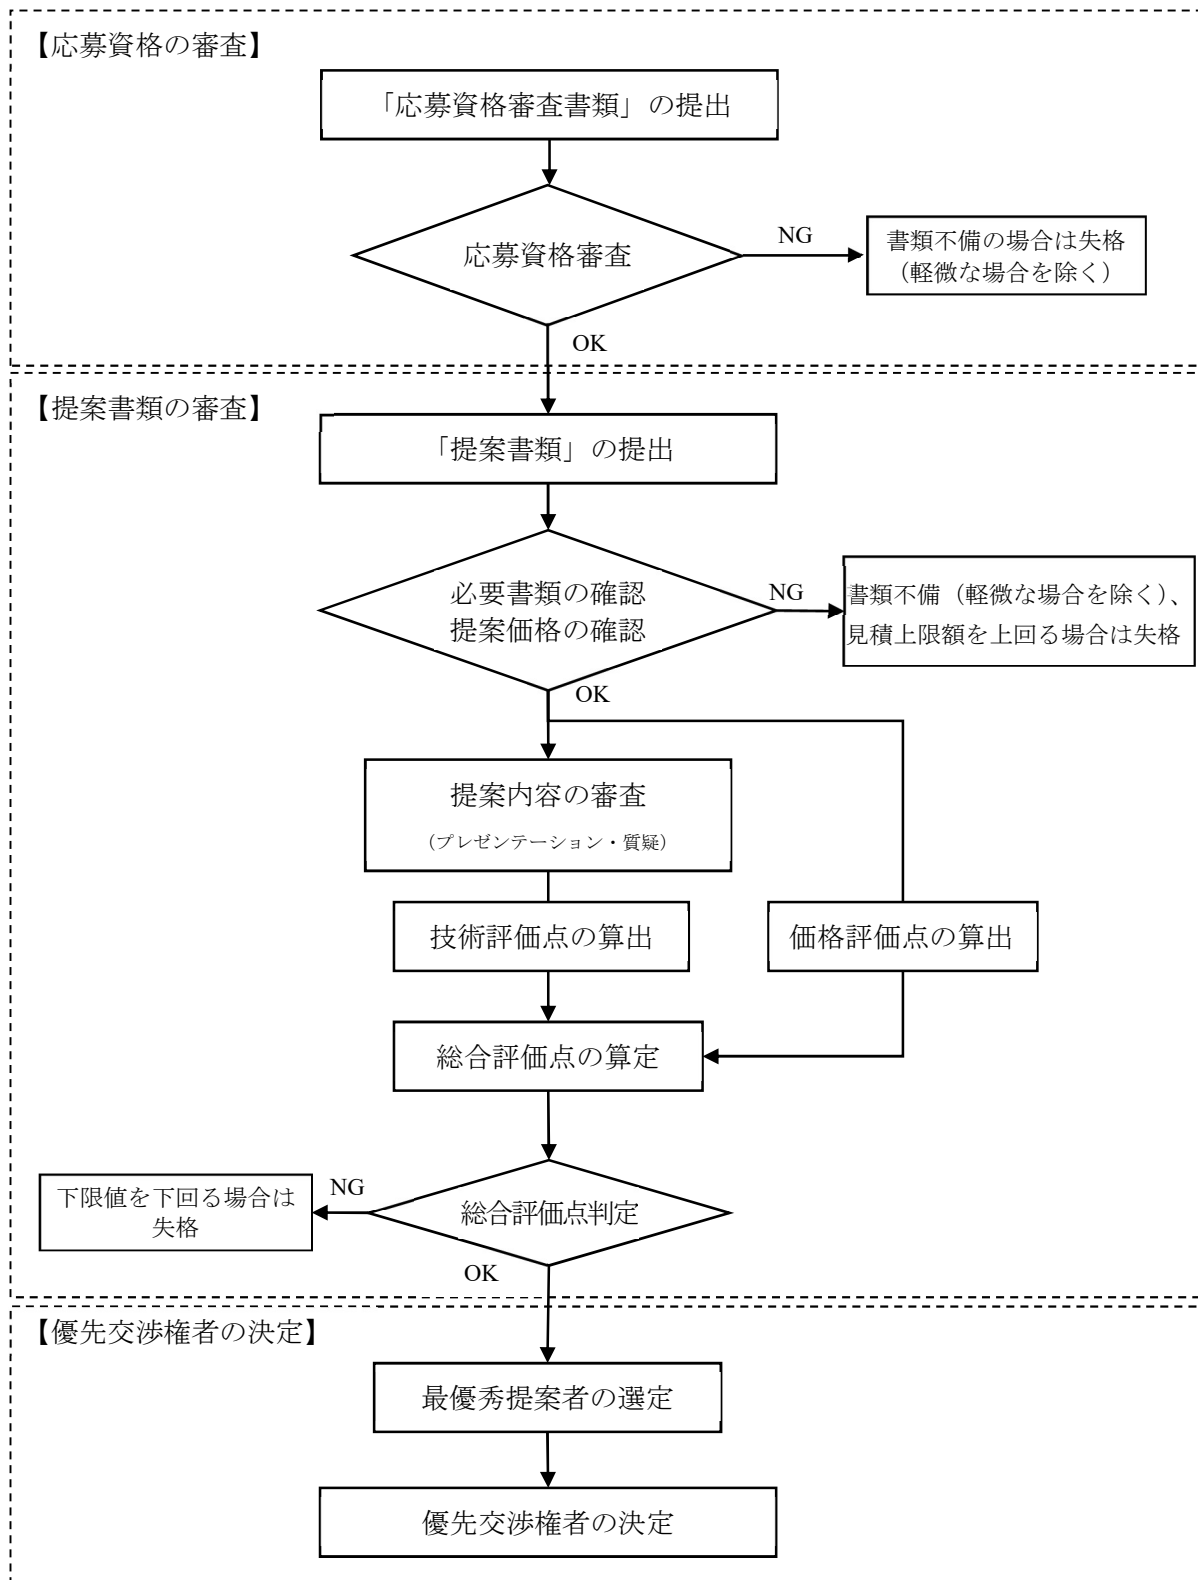 【応募資格の審査】
「応募資格審査書類」の提出
応募資格審査
NG
書類不備の場合は失格
（軽微な場合を除く）
OK
【提案書類の審査】
「提案書類」の提出
必要書類の確認
提案価格の確認
NG
書類不備（軽微な場合を除く）、
見積上限額を上回る場合は失格
OK
提案内容の審査
（プレゼンテーション・質疑）
技術評価点の算出
価格評価点の算出
総合評価点の算定
総合評価点判定
NG
下限値を下回る場合は
失格
OK
【優先交渉権者の決定】
最優秀提案者の選定
優先交渉権者の決定